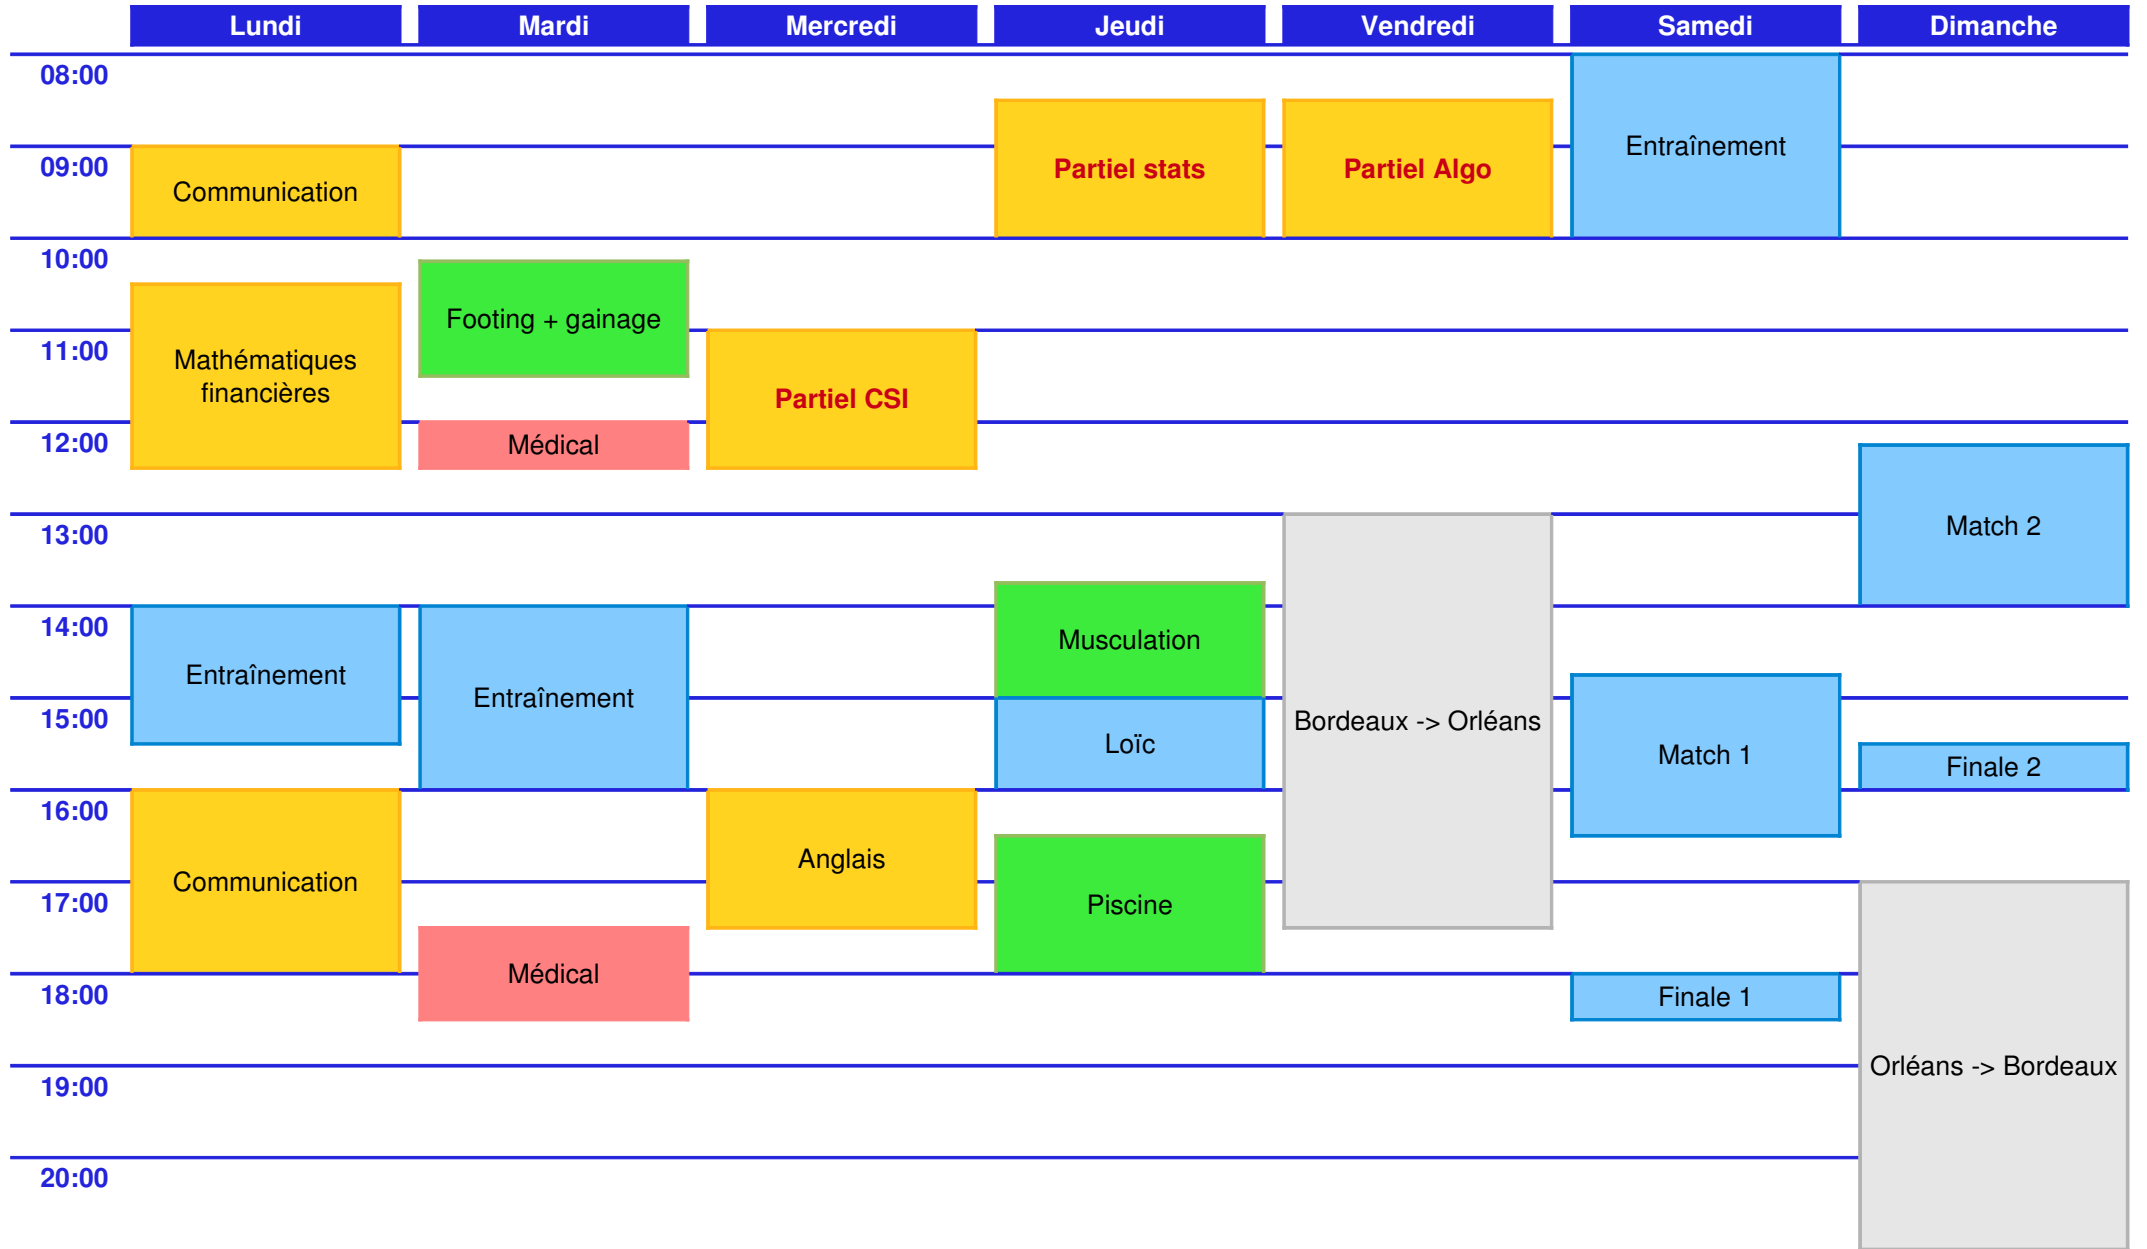 Lundi
Mardi
Mercredi
Jeudi
Vendredi
Samedi
Dimanche
08:00
Entraînement
09:00
Communication
Partiel stats
Partiel Algo
10:00
Footing + gainage
11:00
Mathématiques
financières
Partiel CSI
12:00
Médical
13:00
Match 2
14:00
Musculation
Entraînement
Entraînement
15:00
Loïc
Bordeaux -> Orléans
Match 1
Finale 2
16:00
Anglais
Communication
17:00
Piscine
Médical
18:00
Finale 1
19:00
Orléans -> Bordeaux
20:00